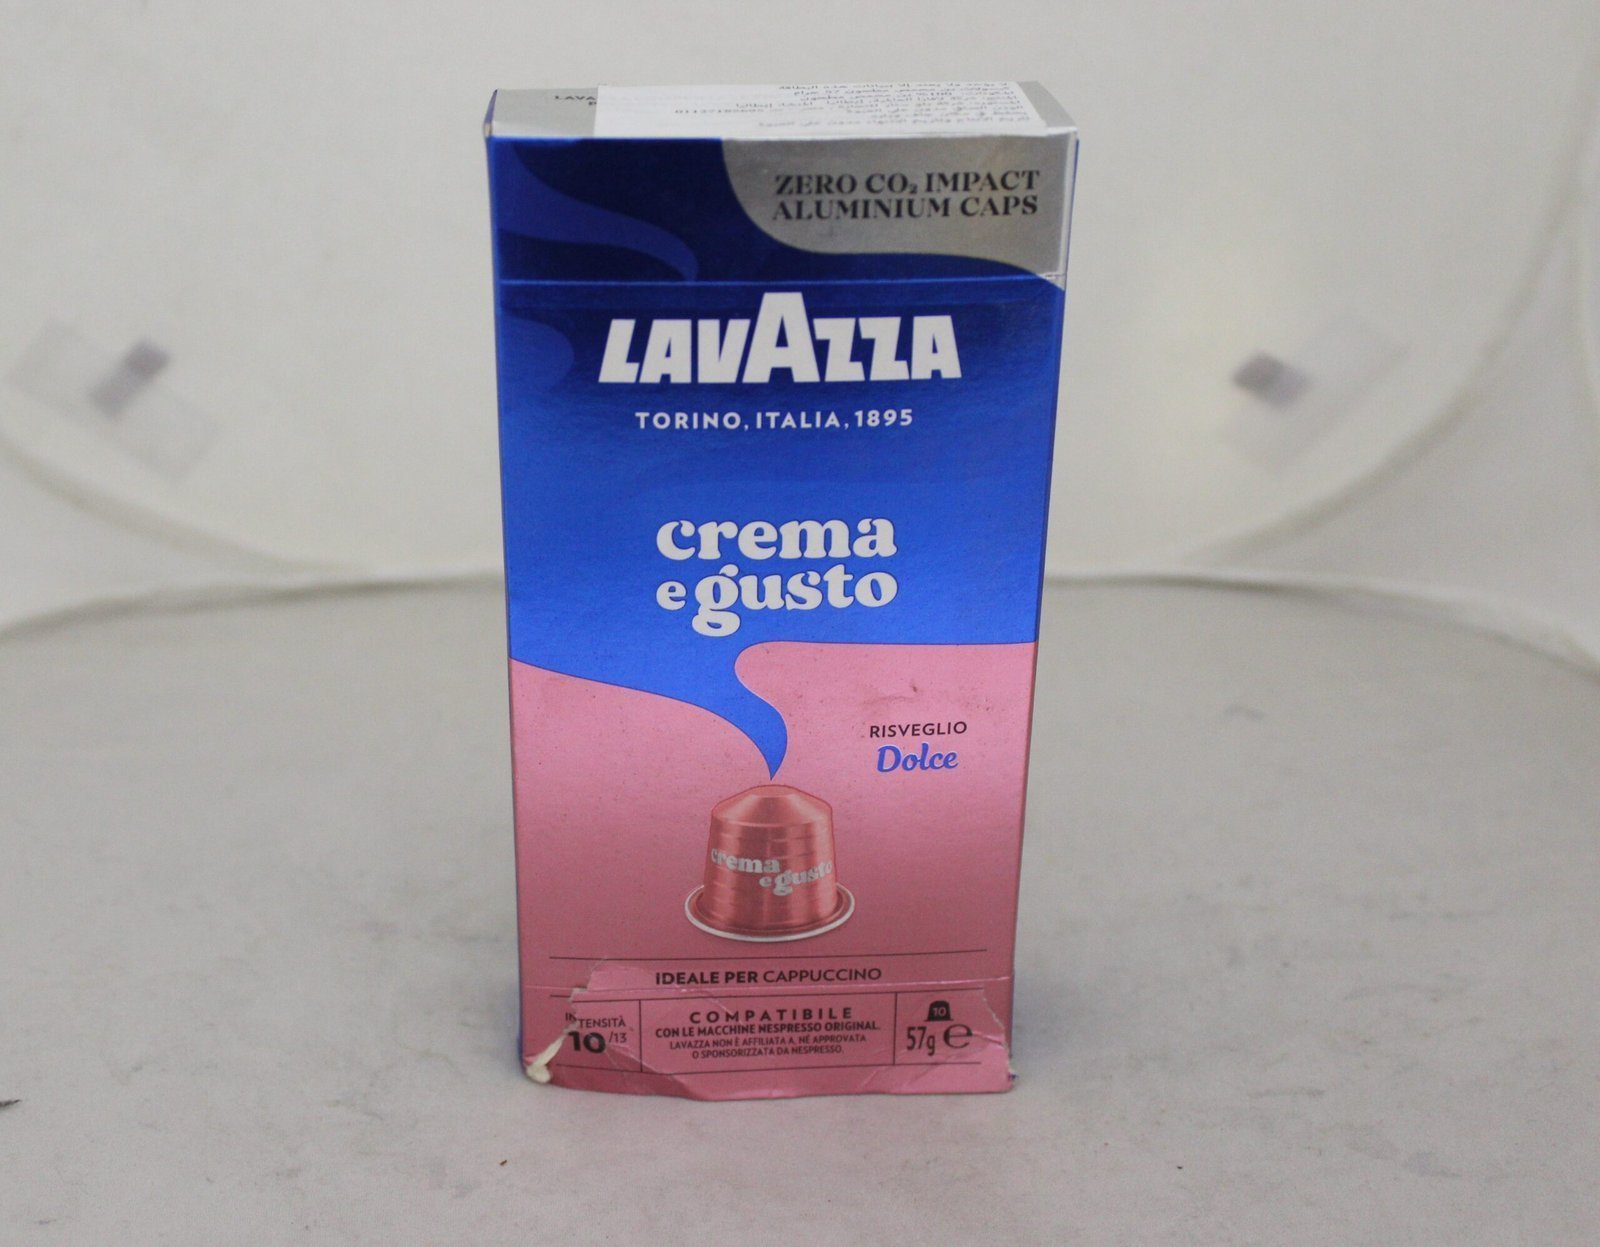 ZERO CO₂ IMPACT
ALUMINIUM CAPS
LAVAZZA
TORINO, ITALIA, 1895
crema
e gusto
RISVEGLIO
Dolce
crema
e gusto
IDEALE PER CAPPUCCINO
INTENSITÀ
10/13
COMPATIBILE
CON LE MACCHINE NESPRESSO ORIGINAL.
LAVAZZA NON È AFFILIATA A, NÉ APPROVATA
O SPONSORIZZATA DA NESPRESSO.
10
57g e